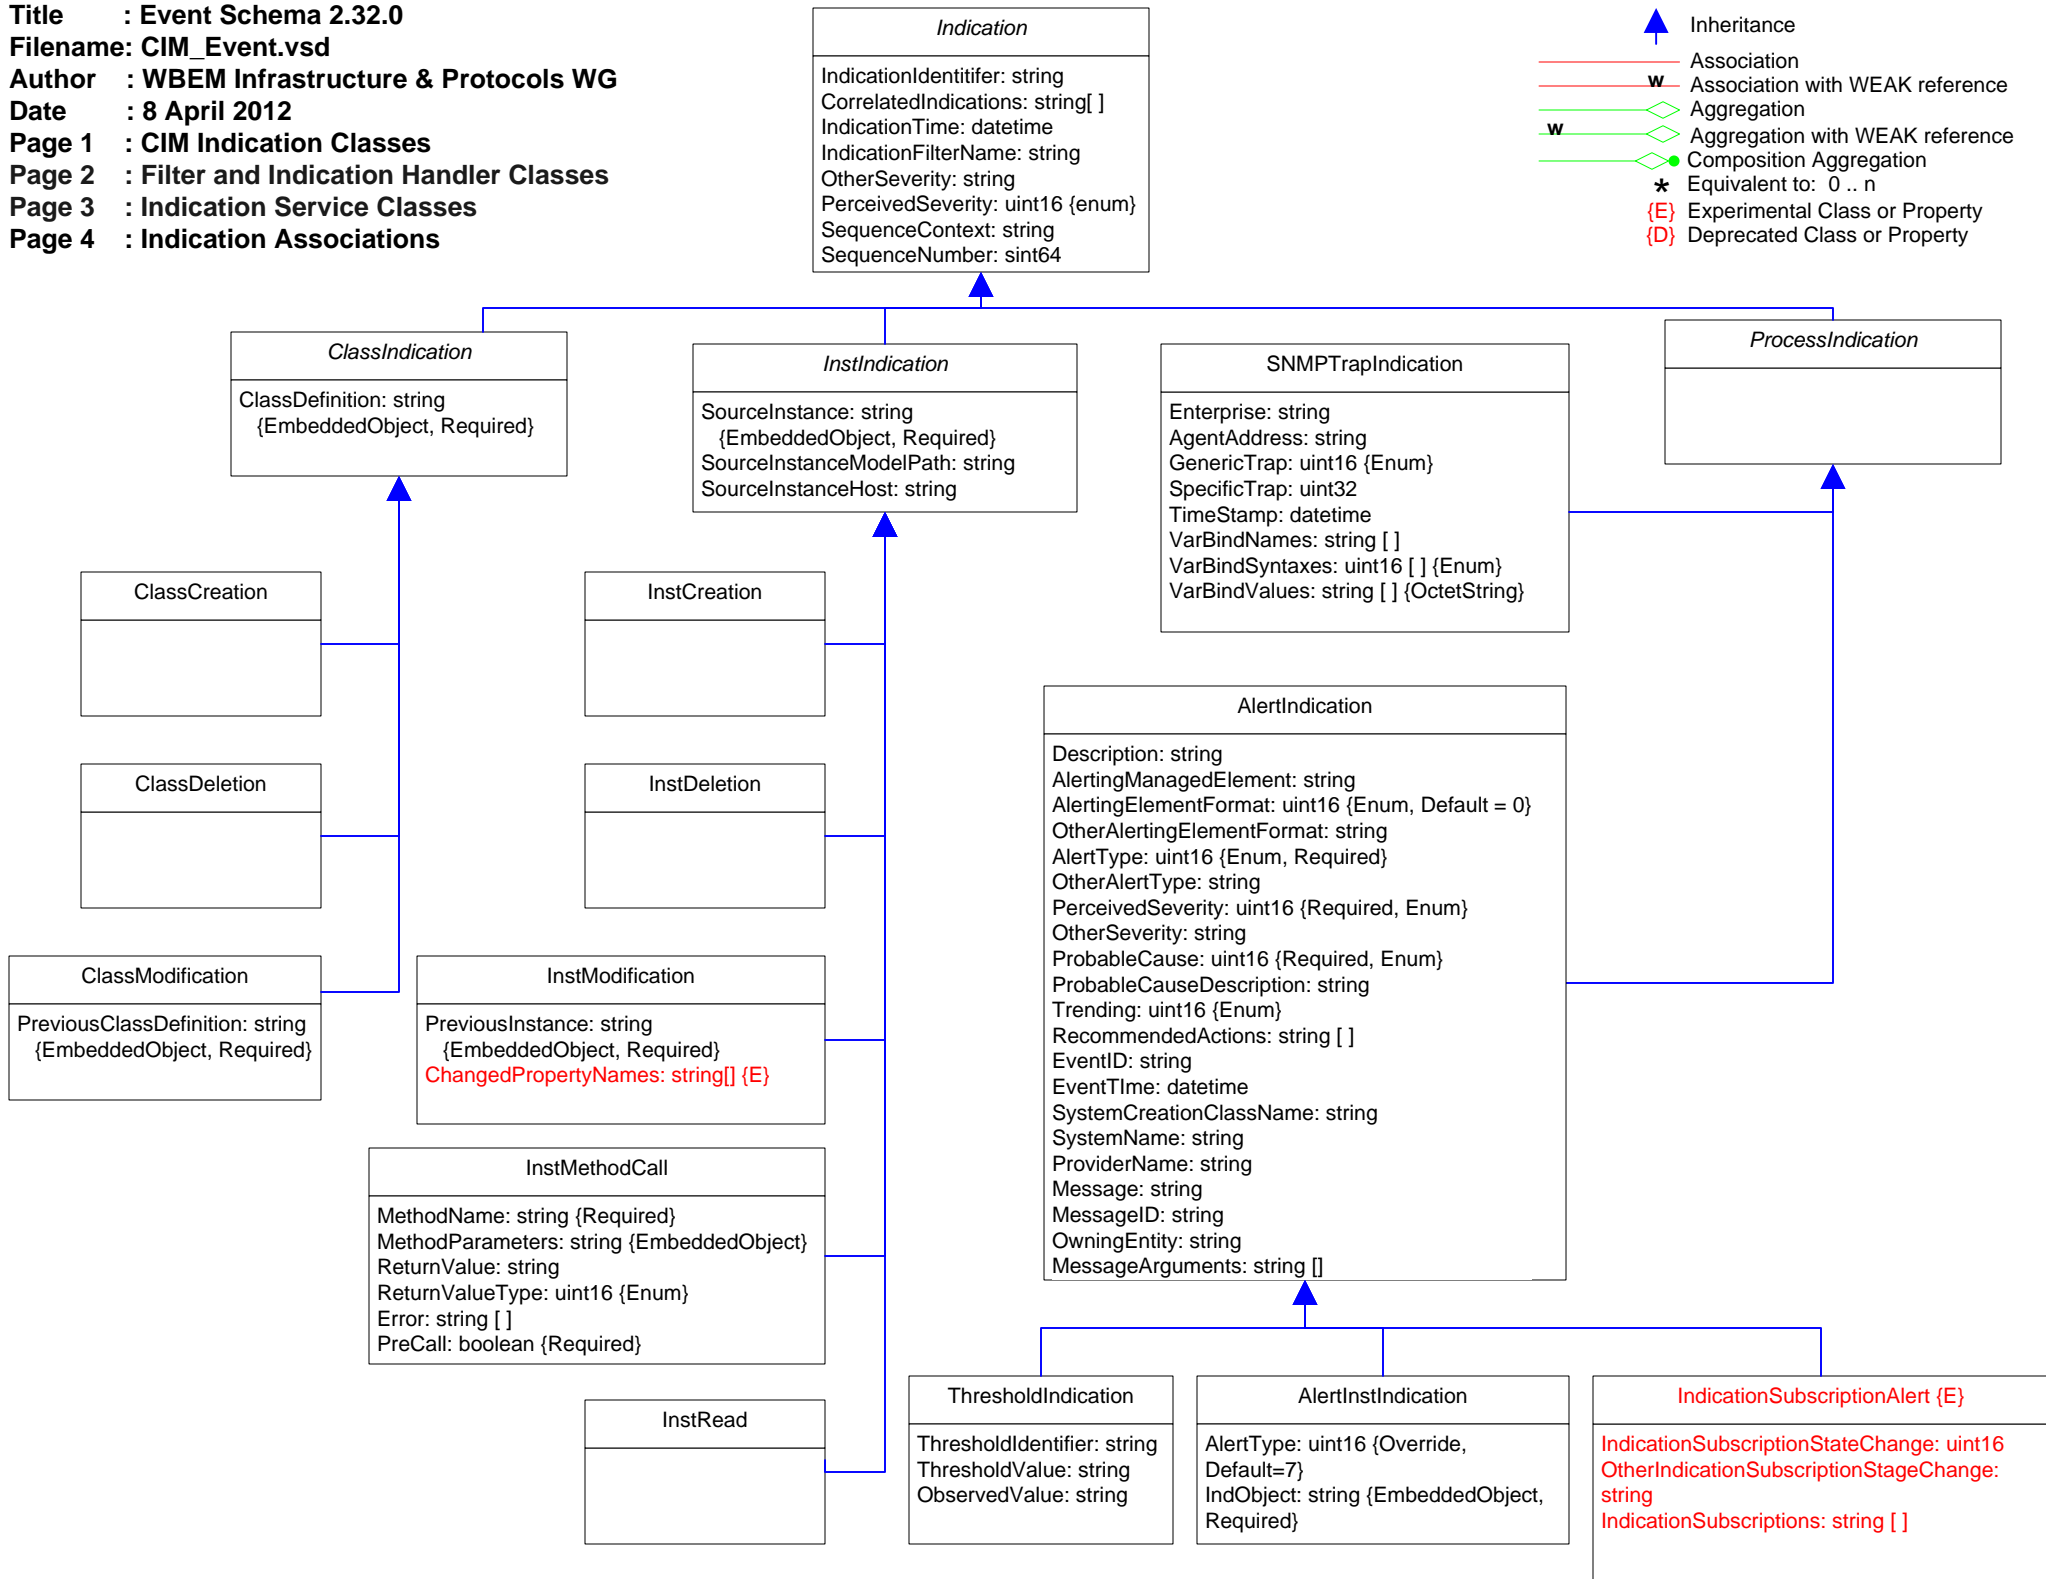 Title : Event Schema 2.32.0
Filename: CIM_Event.vsd
Author : WBEM Infrastructure & Protocols WG
Date : 8 April 2012
Page 1 : CIM Indication Classes
Page 2 : Filter and Indication Handler Classes
Page 3 : Indication Service Classes
Page 4 : Indication Associations
Indication
IndicationIdentitifer: string
CorrelatedIndications: string[ ]
IndicationTime: datetime
IndicationFilterName: string
OtherSeverity: string
PerceivedSeverity: uint16 {enum}
SequenceContext: string
SequenceNumber: sint64
Inheritance
Association
w Association with WEAK reference
Aggregation
w Aggregation with WEAK reference
Composition Aggregation
* Equivalent to: 0 .. n
{E} Experimental Class or Property
{D} Deprecated Class or Property
ClassIndication
ClassDefinition: string
{EmbeddedObject, Required}
InstIndication
SourceInstance: string
{EmbeddedObject, Required}
SourceInstanceModelPath: string
SourceInstanceHost: string
SNMPTrapIndication
Enterprise: string
AgentAddress: string
GenericTrap: uint16 {Enum}
SpecificTrap: uint32
TimeStamp: datetime
VarBindNames: string [ ]
VarBindSyntaxes: uint16 [ ] {Enum}
VarBindValues: string [ ] {OctetString}
ProcessIndication
ClassCreation
InstCreation
ClassDeletion
InstDeletion
ClassModification
PreviousClassDefinition: string
{EmbeddedObject, Required}
InstModification
PreviousInstance: string
{EmbeddedObject, Required}
ChangedPropertyNames: string[] {E}
InstMethodCall
MethodName: string {Required}
MethodParameters: string {EmbeddedObject}
ReturnValue: string
ReturnValueType: uint16 {Enum}
Error: string [ ]
PreCall: boolean {Required}
InstRead
AlertIndication
Description: string
AlertingManagedElement: string
AlertingElementFormat: uint16 {Enum, Default = 0}
OtherAlertingElementFormat: string
AlertType: uint16 {Enum, Required}
OtherAlertType: string
PerceivedSeverity: uint16 {Required, Enum}
OtherSeverity: string
ProbableCause: uint16 {Required, Enum}
ProbableCauseDescription: string
Trending: uint16 {Enum}
RecommendedActions: string [ ]
EventID: string
EventTIme: datetime
SystemCreationClassName: string
SystemName: string
ProviderName: string
Message: string
MessageID: string
OwningEntity: string
MessageArguments: string []
ThresholdIndication
ThresholdIdentifier: string
ThresholdValue: string
ObservedValue: string
AlertInstIndication
AlertType: uint16 {Override,
Default=7}
IndObject: string {EmbeddedObject,
Required}
IndicationSubscriptionAlert {E}
IndicationSubscriptionStateChange: uint16
OtherIndicationSubscriptionStageChange:
string
IndicationSubscriptions: string [ ]